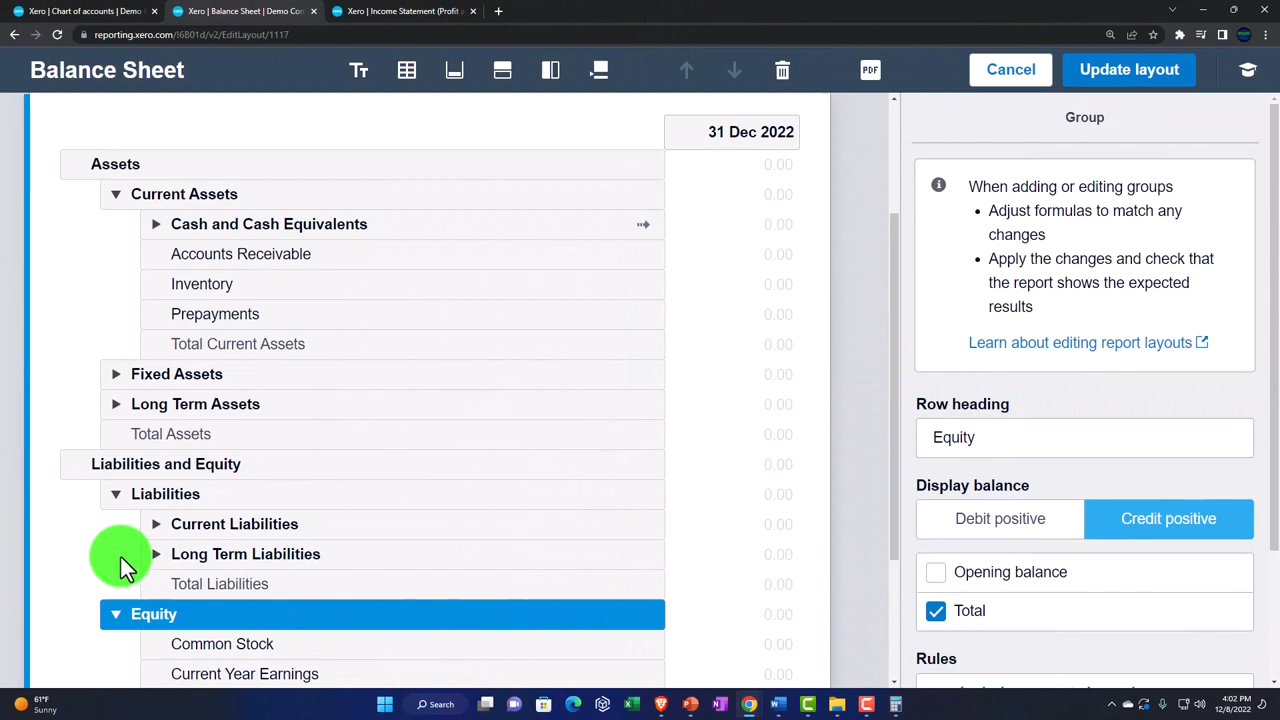 Xero | Chart of accounts | Demo
Xero | Balance Sheet | Demo Co
Xero | Income Statement (Profit a
reporting.xero.com/!6B01d/v2/EditLayout/1117
Balance Sheet
PDF
Cancel
Update layout
31 Dec 2022
Assets 0.00
Current Assets 0.00
Cash and Cash Equivalents 0.00
Accounts Receivable 0.00
Inventory 0.00
Prepayments 0.00
Total Current Assets 0.00
Fixed Assets 0.00
Long Term Assets 0.00
Total Assets 0.00
Liabilities and Equity 0.00
Liabilities 0.00
Current Liabilities 0.00
Long Term Liabilities 0.00
Total Liabilities 0.00
Equity 0.00
Common Stock 0.00
Current Year Earnings 0.00
Group
When adding or editing groups
• Adjust formulas to match any
changes
• Apply the changes and check that
the report shows the expected
results
Learn about editing report layouts
Row heading
Equity
Display balance
Debit positive
Credit positive
Opening balance
Total
Rules
61°F
Sunny
Search
4:02 PM
12/8/2022